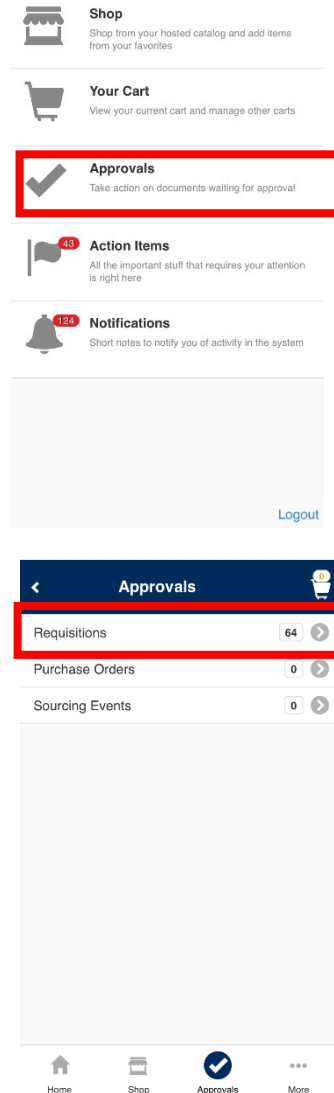 Shop
Shop from your hosted catalog and add items
from your favorites
Your Cart
View your current cart and manage other carts
Approvals
Take action on documents waiting for approval
43
Action Items
All the important stuff that requires your attention
is right here
124
Notifications
Short notes to notify you of activity in the system
Logout
Approvals
0
Requisitions 64
Purchase Orders 0
Sourcing Events 0
Home Shop Approvals More